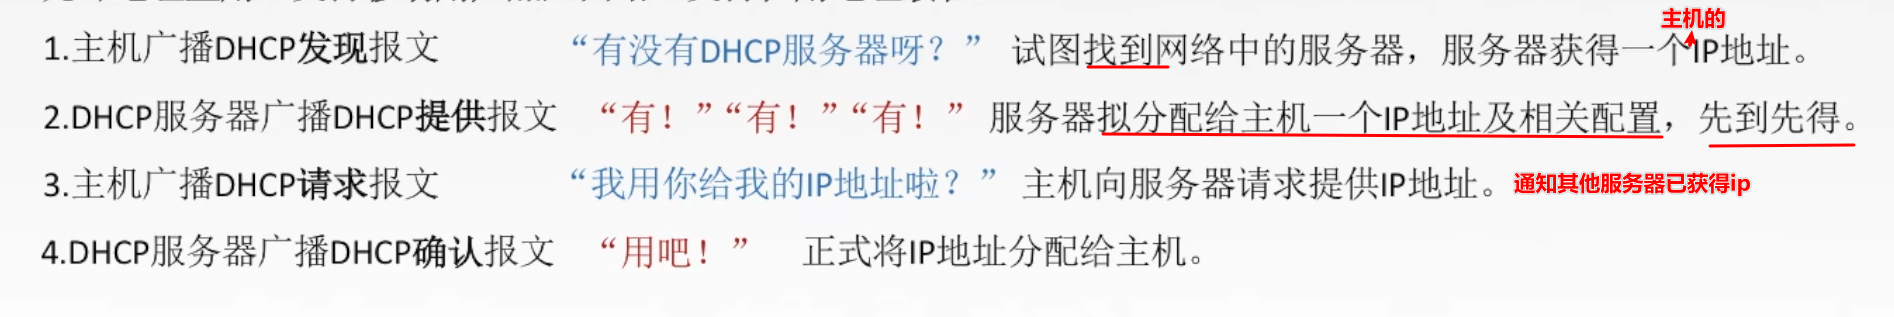 主机的
1.主机广播DHCP发现报文 “有没有DHCP服务器呀？” 试图找到网络中的服务器，服务器获得一个IP地址。
2.DHCP服务器广播DHCP提供报文 “有！”“有！”“有！” 服务器拟分配给主机一个IP地址及相关配置，先到先得。
3.主机广播DHCP请求报文 “我用你给我的IP地址啦？” 主机向服务器请求提供IP地址。 通知其他服务器已获得ip
4.DHCP服务器广播DHCP确认报文 “用吧！” 正式将IP地址分配给主机。